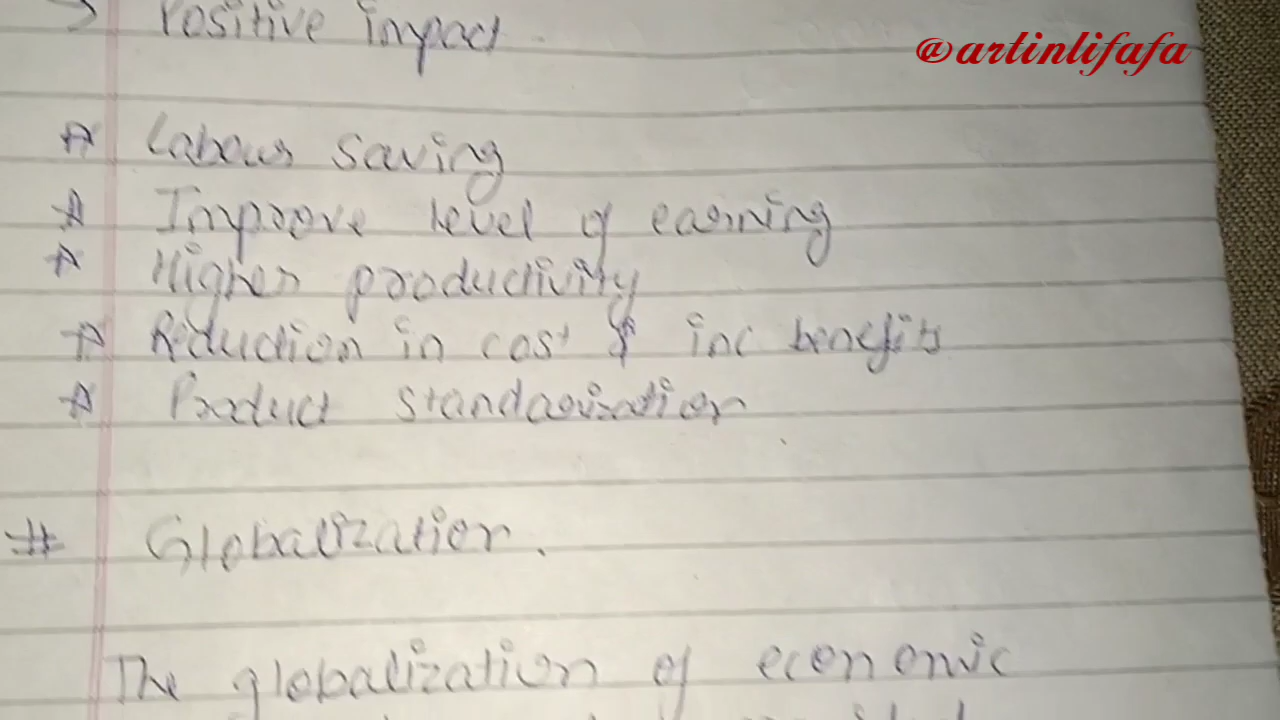 Positive impact
@artinlifafa
☆ Labour Saving
☆ Improve level of earning
☆ Higher productivity
☆ Reduction in cost & inc benefits
☆ Product standarization
# Globalization.
The globalization of economic